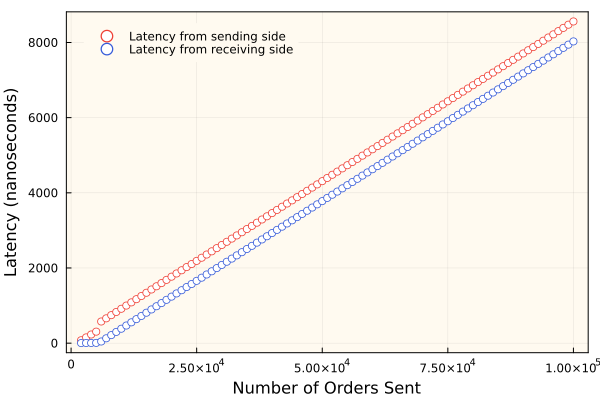 Latency from sending side
Latency from receiving side
8000
6000
4000
2000
0
Latency (nanoseconds)
0
2.50×10⁴
5.00×10⁴
7.50×10⁴
1.00×10⁵
Number of Orders Sent